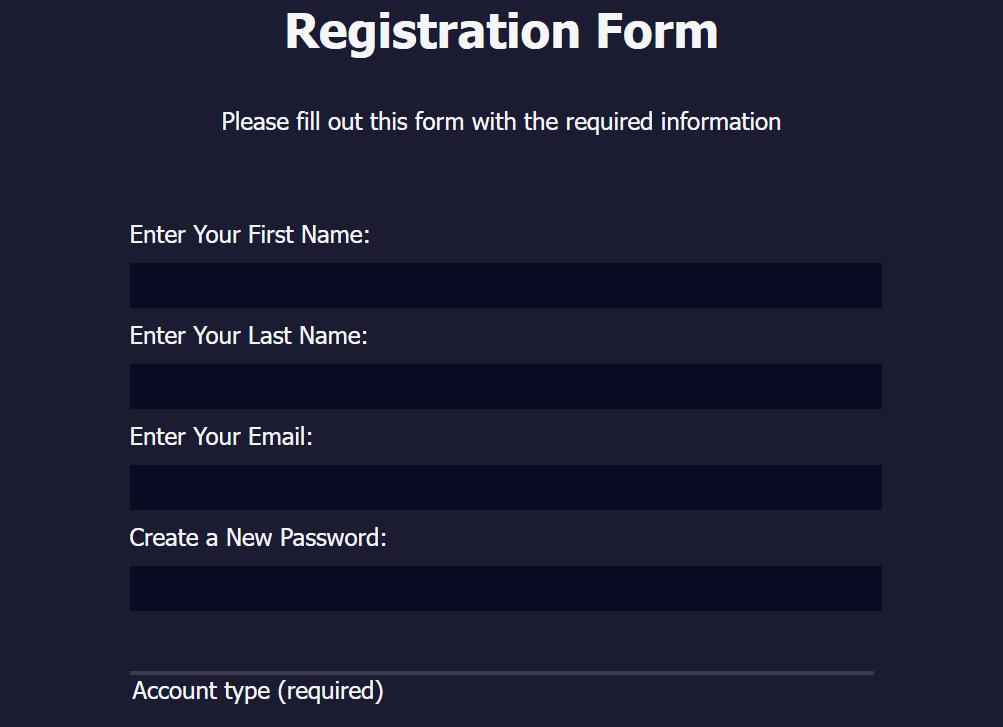 Registration Form
Please fill out this form with the required information
Enter Your First Name:
Enter Your Last Name:
Enter Your Email:
Create a New Password:
Account type (required)